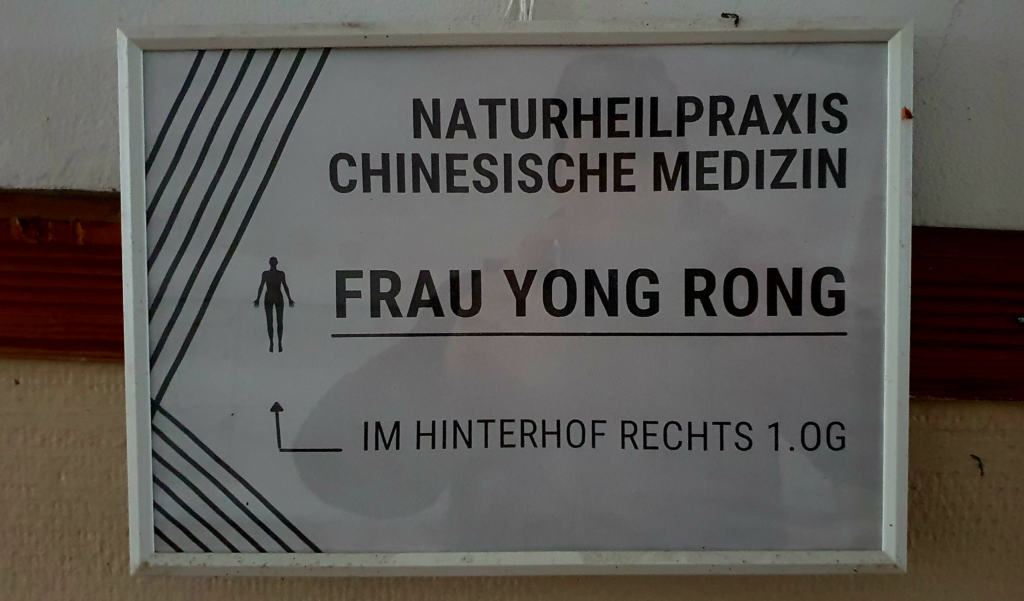 NATURHEILPRAXIS
CHINESISCHE MEDIZIN
FRAU YONG RONG
IM HINTERHOF RECHTS 1.OG